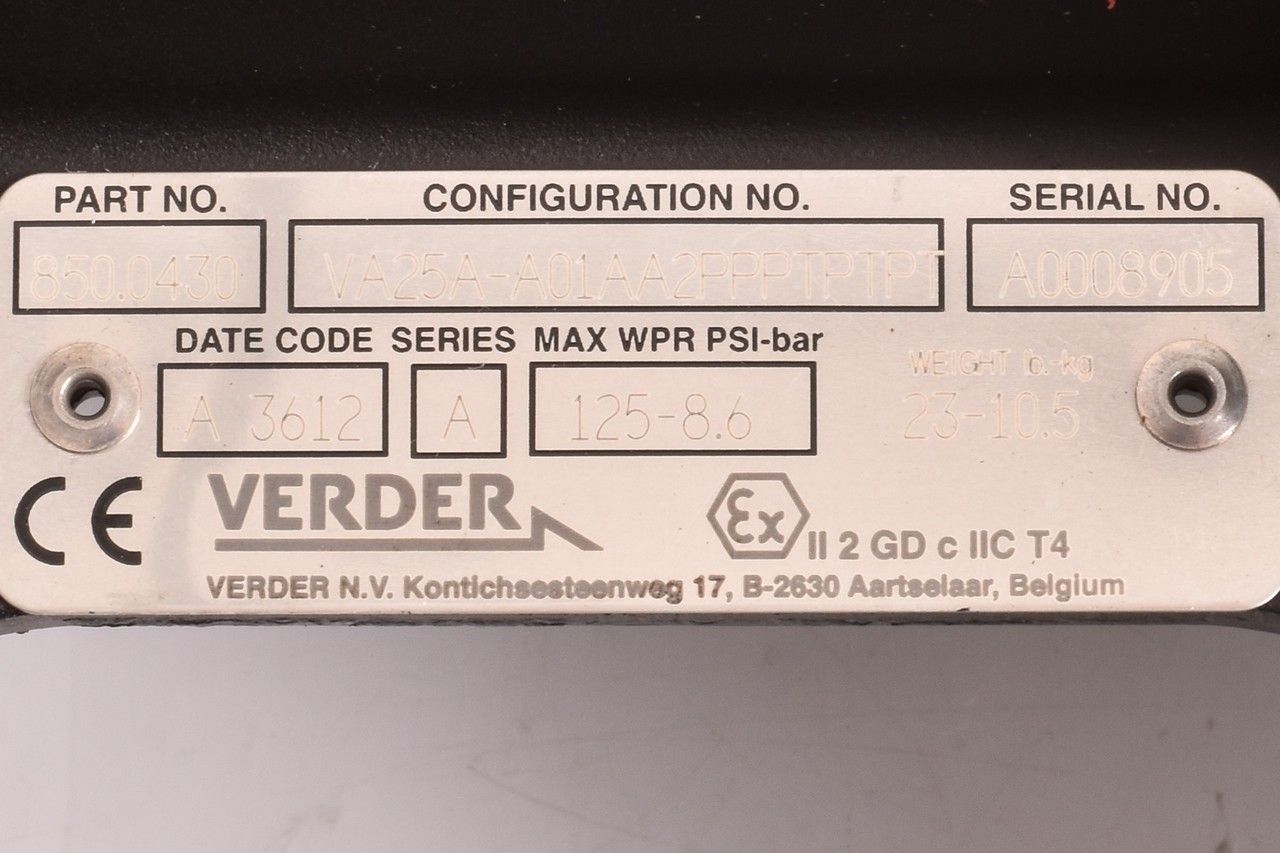 PART NO. CONFIGURATION NO. SERIAL NO.
850.0430 VA25A-A01AA2PPPTPTPT A0008905
DATE CODE SERIES MAX WPR PSI-bar WEIGHT lb.-kg
A 3612 A 125-8.6 23-10.5
CE VERDER Ex II 2 GD c IIC T4
VERDER N.V. Kontichsesteenweg 17, B-2630 Aartselaar, Belgium